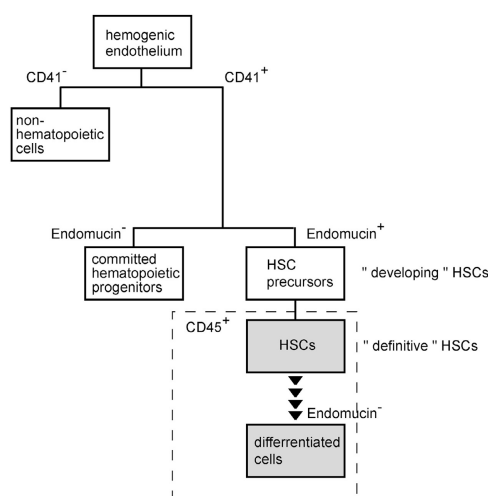 hemogenic
endothelium
CD41⁻
CD41⁺
non-
hematopoietic
cells
Endomucin⁻
Endomucin⁺
committed
hematopoietic
progenitors
HSC
precursors
" developing " HSCs
CD45⁺
HSCs
" definitive " HSCs
Endomucin⁻
differrentiated
cells